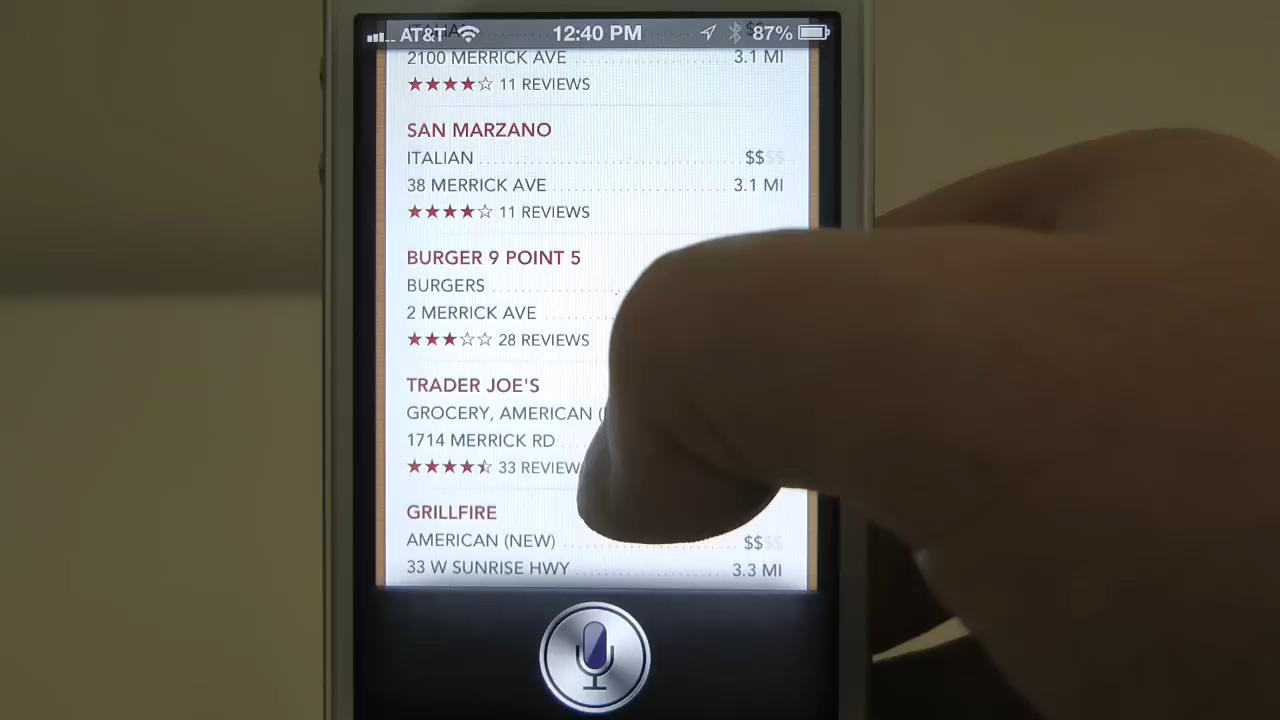 AT&T 12:40 PM 87%
ITALIAN $$
2100 MERRICK AVE 3.1 MI
★★★★☆ 11 REVIEWS
SAN MARZANO
ITALIAN $$$$
38 MERRICK AVE 3.1 MI
★★★★☆ 11 REVIEWS
BURGER 9 POINT 5
BURGERS
2 MERRICK AVE
★★★☆☆ 28 REVIEWS
TRADER JOE'S
GROCERY, AMERICAN (
1714 MERRICK RD
33 REVIEW
GRILLFIRE
AMERICAN (NEW) $$$$
33 W SUNRISE HWY 3.3 MI